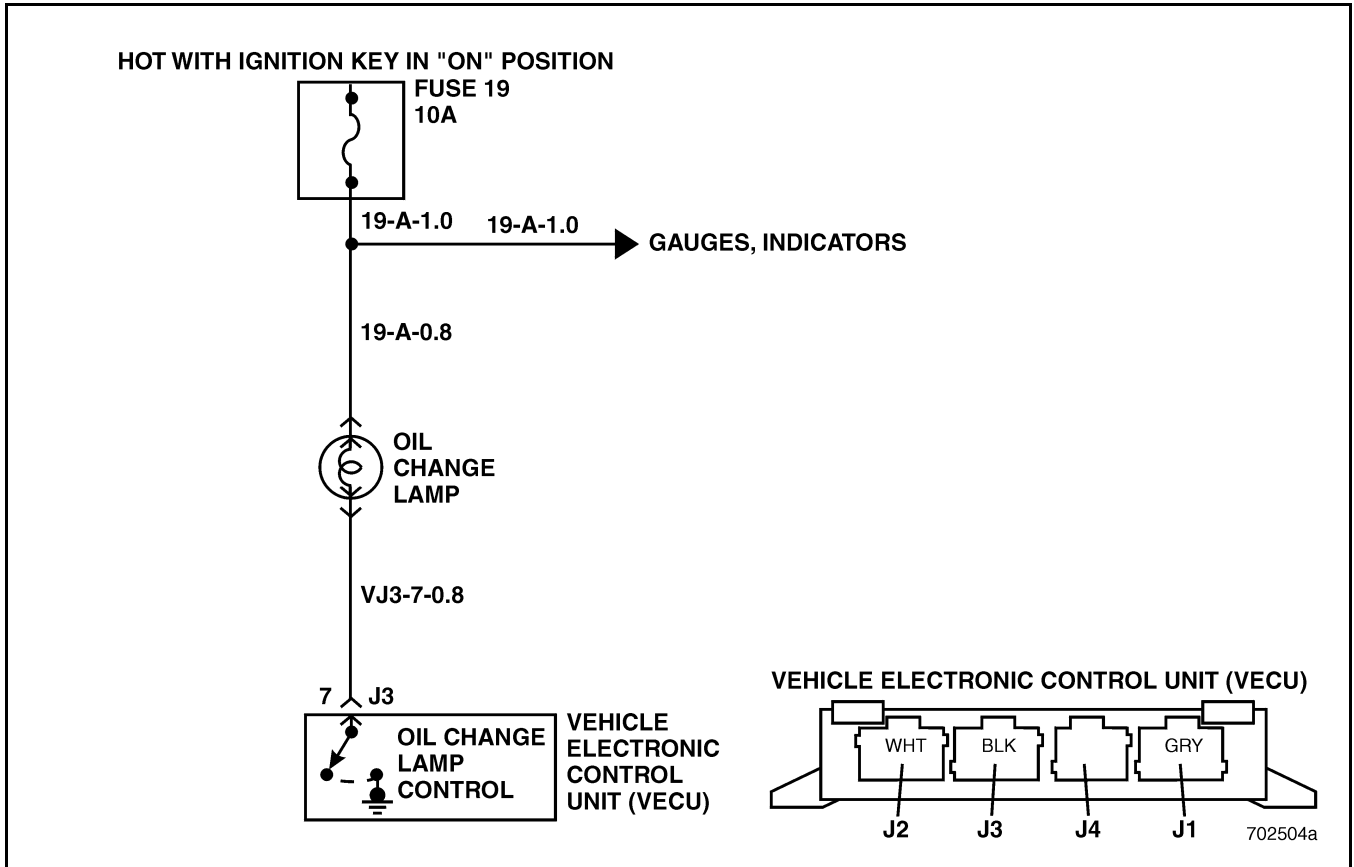 HOT WITH IGNITION KEY IN "ON" POSITION
FUSE 19
10A
19-A-1.0
19-A-1.0
GAUGES, INDICATORS
19-A-0.8
OIL
CHANGE
LAMP
VJ3-7-0.8
7
J3
OIL CHANGE
LAMP
CONTROL
VEHICLE
ELECTRONIC
CONTROL
UNIT (VECU)
VEHICLE ELECTRONIC CONTROL UNIT (VECU)
WHT
BLK
GRY
J2
J3
J4
J1
702504a